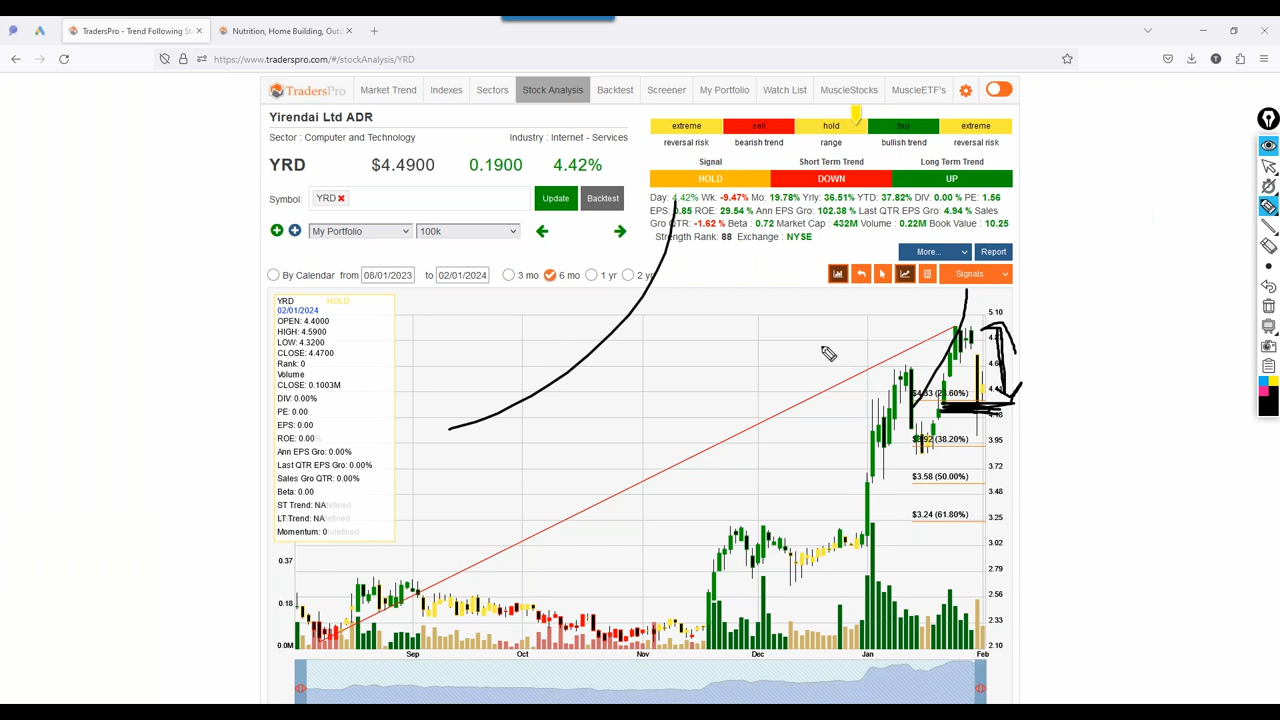 TradersPro - Trend Following St
Nutrition, Home Building, Outd
https://www.traderspro.com/#/stockAnalysis/YRD
TradersPro Market Trend Indexes Sectors Stock Analysis Backtest Screener My Portfolio Watch List MuscleStocks MuscleETF's
Yirendai Ltd ADR
Sector : Computer and Technology Industry : Internet - Services
YRD $4.4900 0.1900 4.42%
Symbol: YRD Update Backtest
My Portfolio 100k
extreme sell hold buy extreme
reversal risk bearish trend range bullish trend reversal risk
Signal Short Term Trend Long Term Trend
HOLD DOWN UP
Day: 4.42% Wk: -9.47% Mo: 19.78% Yrly: 36.51% YTD: 37.82% DIV: 0.00 % PE: 1.56
EPS: 0.85 ROE: 29.54 % Ann EPS Gro: 102.38 % Last QTR EPS Gro: 4.94 % Sales
Gro QTR: -1.62 % Beta : 0.72 Market Cap : 432M Volume : 0.22M Book Value : 10.25
Strength Rank: 88 Exchange : NYSE
More... Report
By Calendar from 08/01/2023 to 02/01/2024 3 mo 6 mo 1 yr 2 yr
Signals
YRD HOLD
02/01/2024
OPEN: 4.4000
HIGH: 4.5900
LOW: 4.3200
CLOSE: 4.4700
Rank: 0
Volume
CLOSE: 0.1003M
DIV: 0.00%
PE: 0.00
EPS: 0.00
ROE: 0.00%
Ann EPS Gro: 0.00%
Last QTR EPS Gro: 0.00%
Sales Gro QTR: 0.00%
Beta: 0.00
ST Trend: NA
LT Trend: NA
Momentum: 0
0.37
0.18
0.0M
5.10
4.41
3.95
3.72
3.48
3.25
3.02
2.79
2.56
2.33
2.10
(23.60%)
(38.20%)
$3.58 (50.00%)
$3.24 (61.80%)
Sep Oct Nov Dec Jan Feb